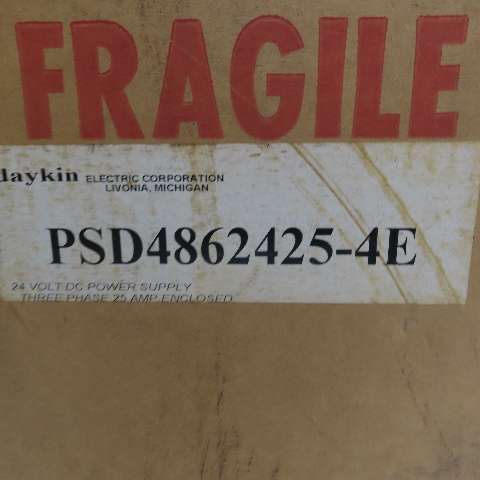 FRAGILE
daykin ELECTRIC CORPORATION
LIVONIA, MICHIGAN
PSD4862425-4E
24 VOLT DC POWER SUPPLY
THREE PHASE 25 AMP ENCLOSED